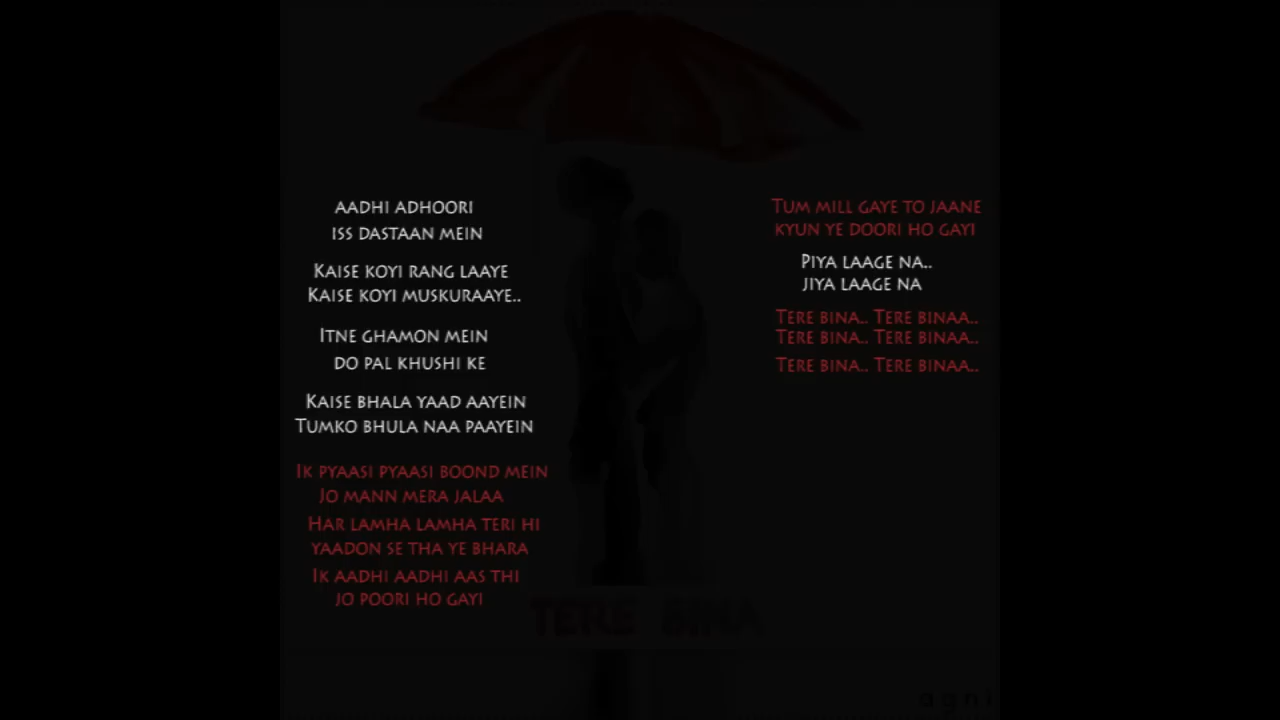 AADHI ADHOORI
ISS DASTAAN MEIN
KAISE KOYI RANG LAAYE
KAISE KOYI MUSKURAAYE..
ITNE GHAMON MEIN
DO PAL KHUSHI KE
KAISE BHALA YAAD AAYEIN
TUMKO BHULA NAA PAAYEIN
IK PYAASI PYAASI BOOND MEIN
JO MANN MERA JALAA
HAR LAMHA LAMHA TERI HI
YAADON SE THA YE BHARA
IK AADHI AADHI AAS THI
JO POORI HO GAYI
TUM MILL GAYE TO JAANE
KYUN YE DOORI HO GAYI
PIYA LAAGE NA..
JIYA LAAGE NA
TERE BINA.. TERE BINAA..
TERE BINA.. TERE BINAA..
TERE BINA.. TERE BINAA..
TERE BINA
agni